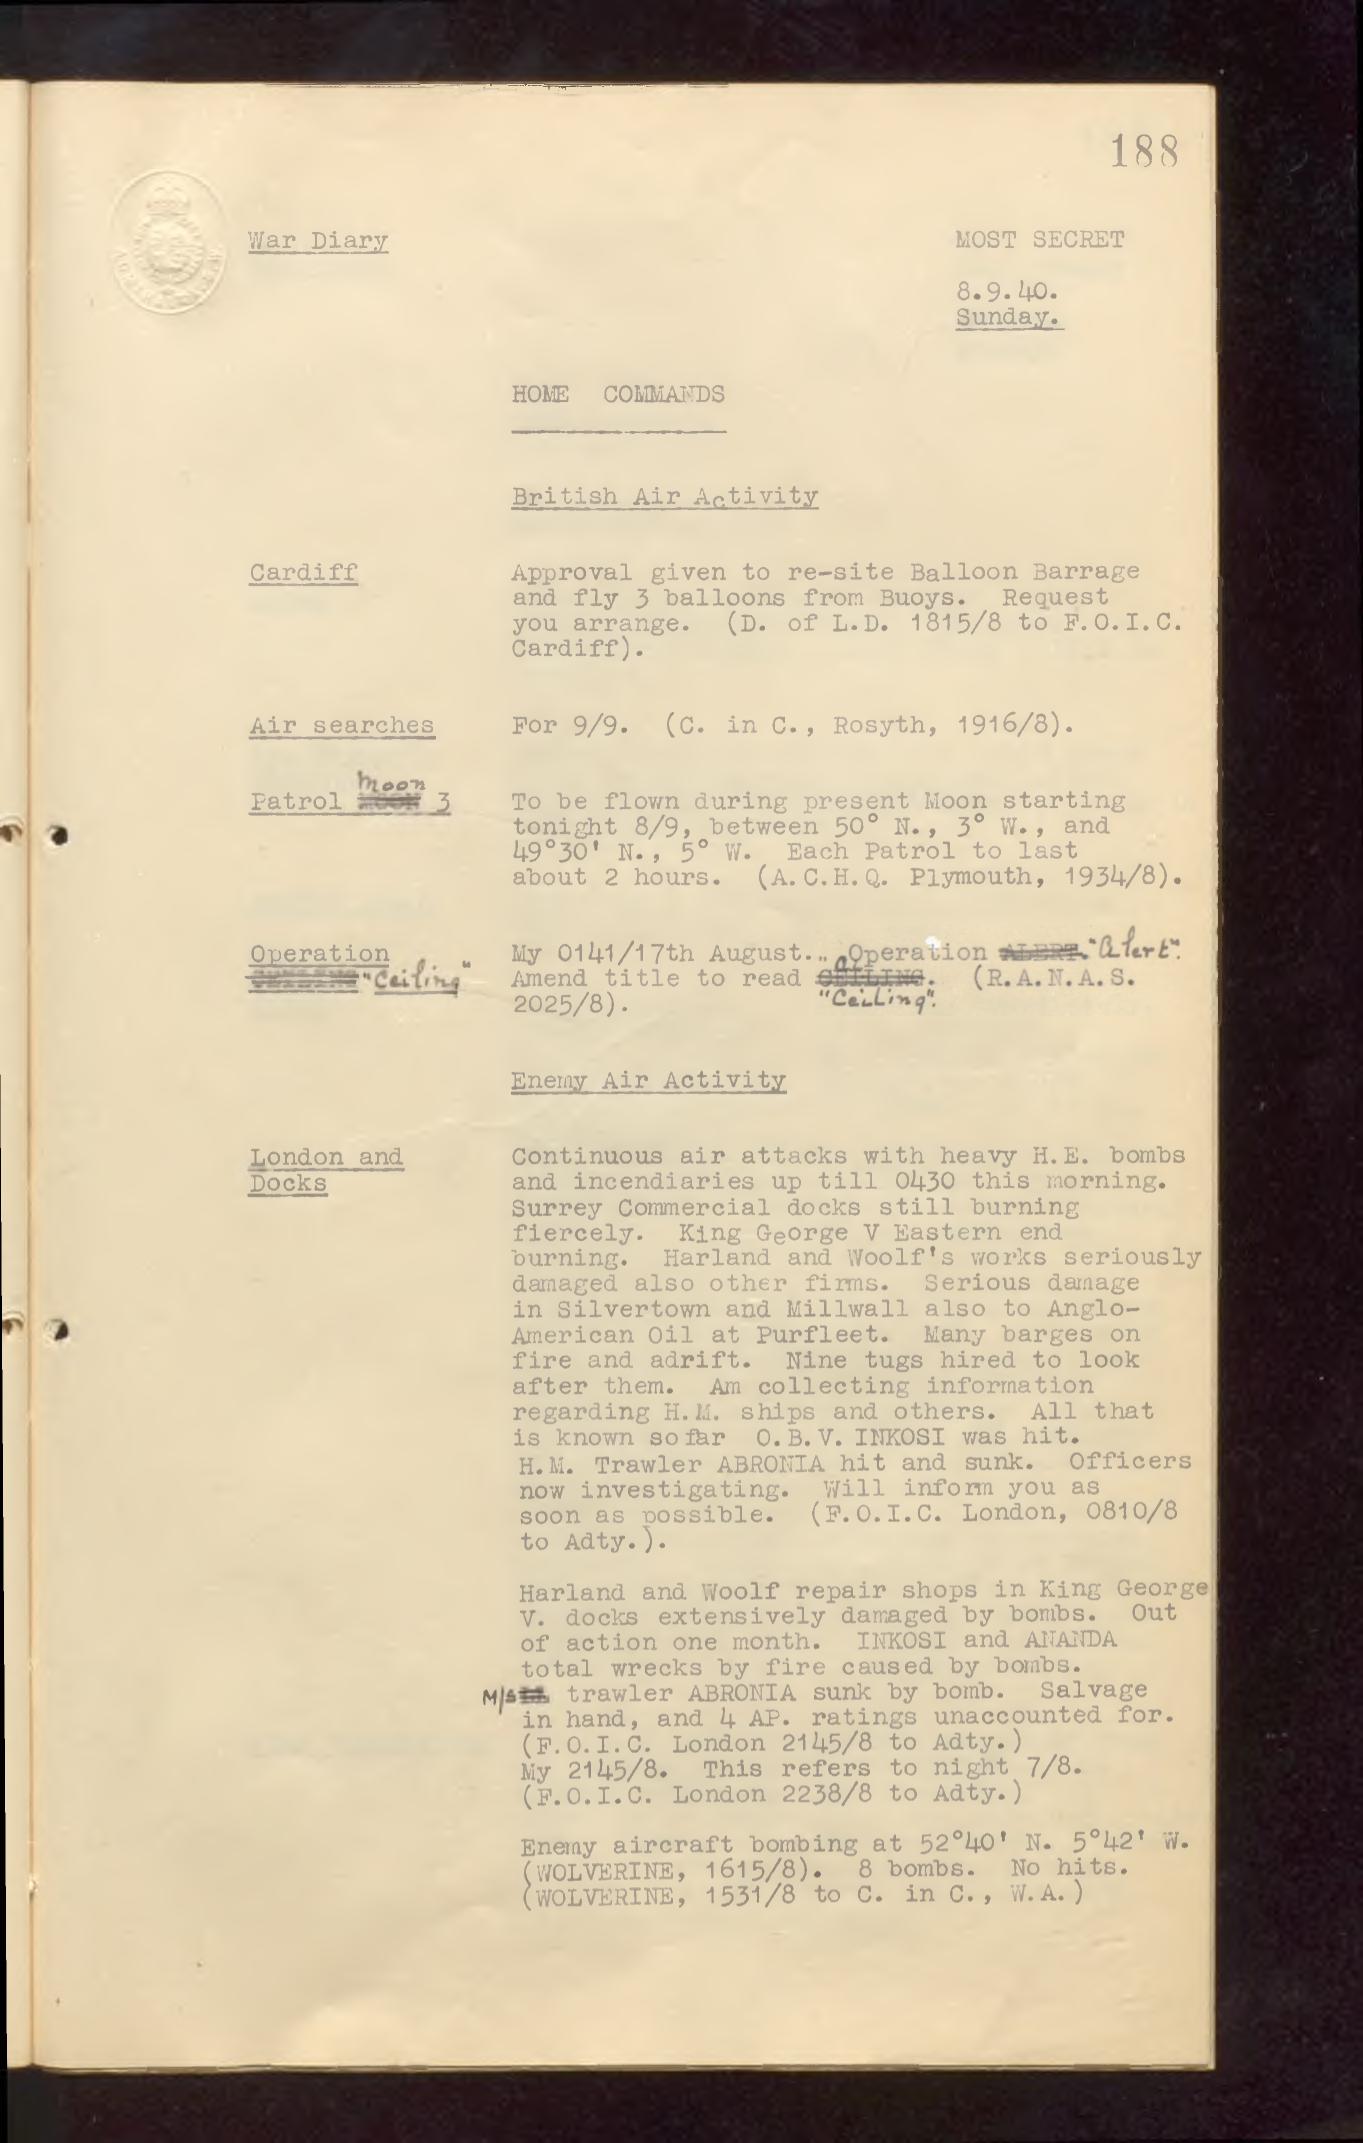 188
War Diary
MOST SECRET
8.9.40.
Sunday.
HOME COMMANDS
British Air Activity
Cardiff
Approval given to re-site Balloon Barrage
and fly 3 balloons from Buoys. Request
you arrange. (D. of L.D. 1815/8 to F.O.I.C.
Cardiff).
Air searches
For 9/9. (C. in C., Rosyth, 1916/8).
Moon
Patrol MOON 3
To be flown during present Moon starting
tonight 8/9, between 50° N., 3° W., and
49°30' N., 5° W. Each Patrol to last
about 2 hours. (A.C.H.Q. Plymouth, 1934/8).
Operation
"Ceiling"
My 0141/17th August... Operation ALERT. "Alert".
Amend title to read CEILING. (R.A.N.A.S.
"Ceiling".
2025/8).
Enemy Air Activity
London and
Docks
Continuous air attacks with heavy H.E. bombs
and incendiaries up till 0430 this morning.
Surrey Commercial docks still burning
fiercely. King George V Eastern end
burning. Harland and Woolf's works seriously
damaged also other firms. Serious damage
in Silvertown and Millwall also to Anglo-
American Oil at Purfleet. Many barges on
fire and adrift. Nine tugs hired to look
after them. Am collecting information
regarding H.M. ships and others. All that
is known so far O.B.V. INKOSI was hit.
H.M. Trawler ABRONIA hit and sunk. Officers
now investigating. Will inform you as
soon as possible. (F.O.I.C. London, 0810/8
to Adty.).
Harland and Woolf repair shops in King George
V. docks extensively damaged by bombs. Out
of action one month. INKOSI and ANANDA
total wrecks by fire caused by bombs.
M/S trawler ABRONIA sunk by bomb. Salvage
in hand, and 4 AP. ratings unaccounted for.
(F.O.I.C. London 2145/8 to Adty.)
My 2145/8. This refers to night 7/8.
(F.O.I.C. London 2238/8 to Adty.)
Enemy aircraft bombing at 52°40' N. 5°42' W.
(WOLVERINE, 1615/8). 8 bombs. No hits.
(WOLVERINE, 1531/8 to C. in C., W.A.)